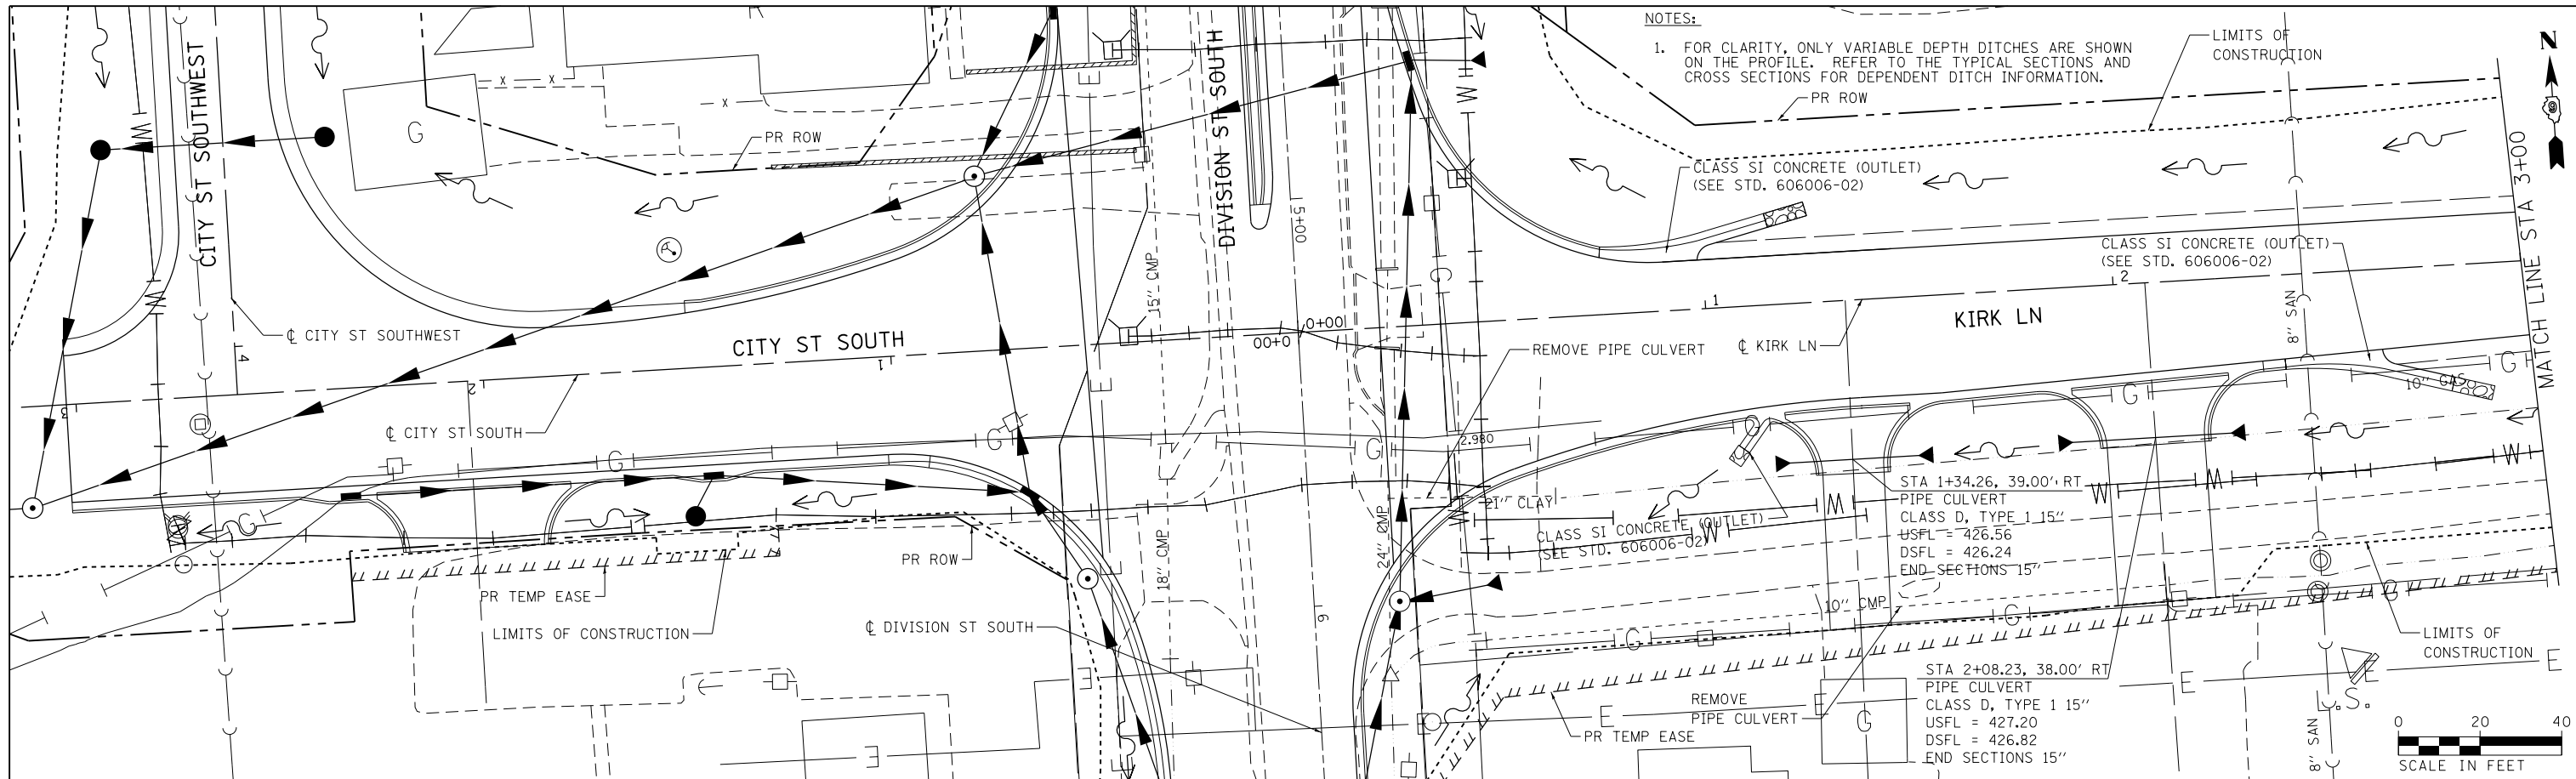 NOTES:
1. FOR CLARITY, ONLY VARIABLE DEPTH DITCHES ARE SHOWN
ON THE PROFILE. REFER TO THE TYPICAL SECTIONS AND
CROSS SECTIONS FOR DEPENDENT DITCH INFORMATION.
LIMITS OF
CONSTRUCTION
N
PR ROW
CITY ST SOUTHWEST
W
G
X
X
X
PR ROW
DIVISION ST SOUTH
W
CLASS SI CONCRETE (OUTLET)
(SEE STD. 606006-02)
5+00
15'' CMP
G
CLASS SI CONCRETE (OUTLET)
(SEE STD. 606006-02)
MATCH LINE STA 3+00
W
℄ CITY ST SOUTHWEST
4
CITY ST SOUTH
1
0+00
0+00
1
2
KIRK LN
8'' SAN
REMOVE PIPE CULVERT
℄ KIRK LN
G
2
3
℄ CITY ST SOUTH
G
G
G
2.980
G
G
10'' GAS
W
21'' CLAY
W
W
W
W
CLASS SI CONCRETE (OUTLET)
(SEE STD. 606006-02)
W
STA 1+34.26, 39.00' RT
PIPE CULVERT
CLASS D, TYPE 1 15''
USFL = 426.56
DSFL = 426.24
END SECTIONS 15''
G
24'' CMP
18'' CMP
PR ROW
PR TEMP EASE
LIMITS OF CONSTRUCTION
℄ DIVISION ST SOUTH
6
10'' CMP
G
G
G
LIMITS OF
CONSTRUCTION
E
E
E
E
E
E
E
REMOVE
PIPE CULVERT
G
PR TEMP EASE
STA 2+08.23, 38.00' RT
PIPE CULVERT
CLASS D, TYPE 1 15''
USFL = 427.20
DSFL = 426.82
END SECTIONS 15''
L.S.
8'' SAN
0 20 40
SCALE IN FEET